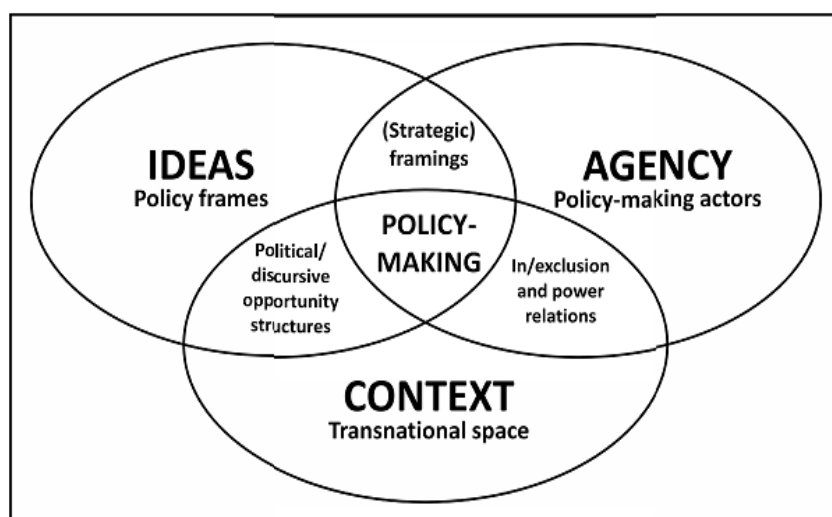 (Strategic)
framings
IDEAS
Policy frames
AGENCY
Policy-making actors
POLICY-
MAKING
Political/
discursive
opportunity
structures
In/exclusion
and power
relations
CONTEXT
Transnational space